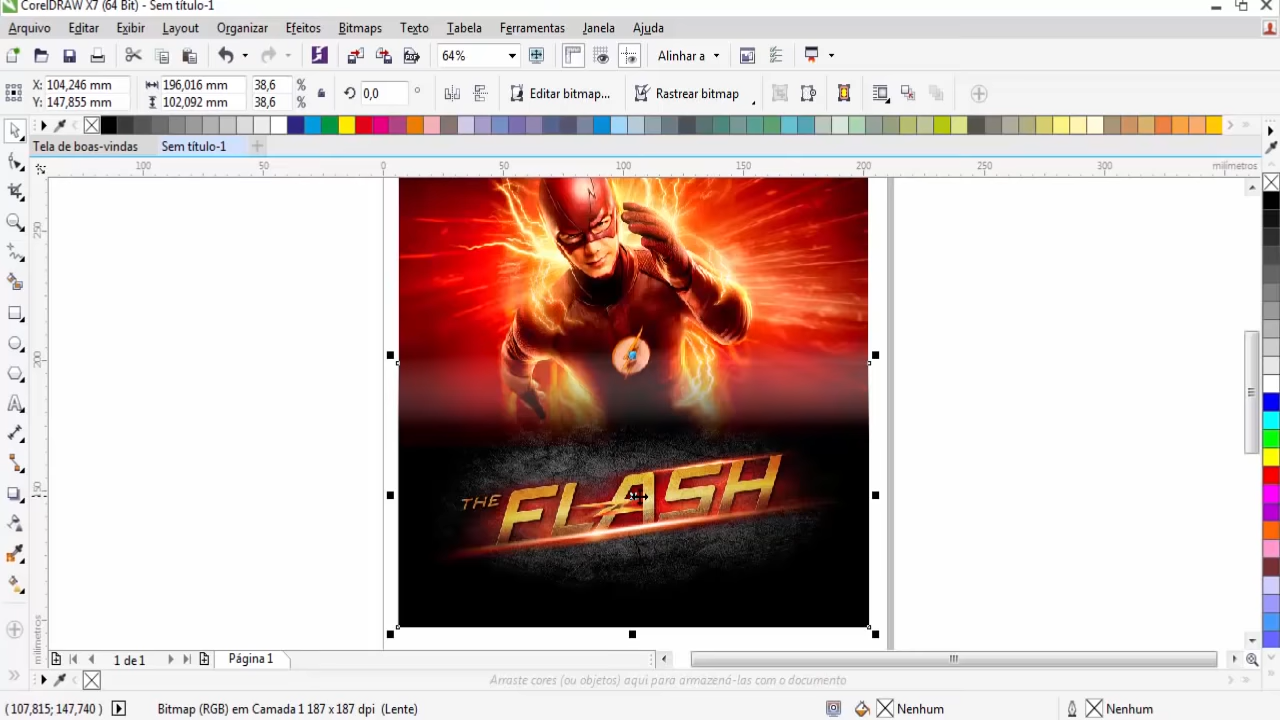 CorelDRAW X7 (64 Bit) - Sem título-1
Arquivo Editar Exibir Layout Organizar Efeitos Bitmaps Texto Tabela Ferramentas Janela Ajuda
64% Alinhar a
X: 104,246 mm 196,016 mm 38,6 %
Y: 147,855 mm 102,092 mm 38,6 %
0,0 ° Editar bitmap... Rastrear bitmap
Tela de boas-vindas Sem título-1
100 50 0 50 100 150 200 250 300 milímetros
250
200
150
milímetros
THE FLASH
1 de 1 Página 1
Arraste cores (ou objetos) aqui para armazená-las com o documento
(107,815; 147,740) Bitmap (RGB) em Camada 1 187 x 187 dpi (Lente) Nenhum Nenhum